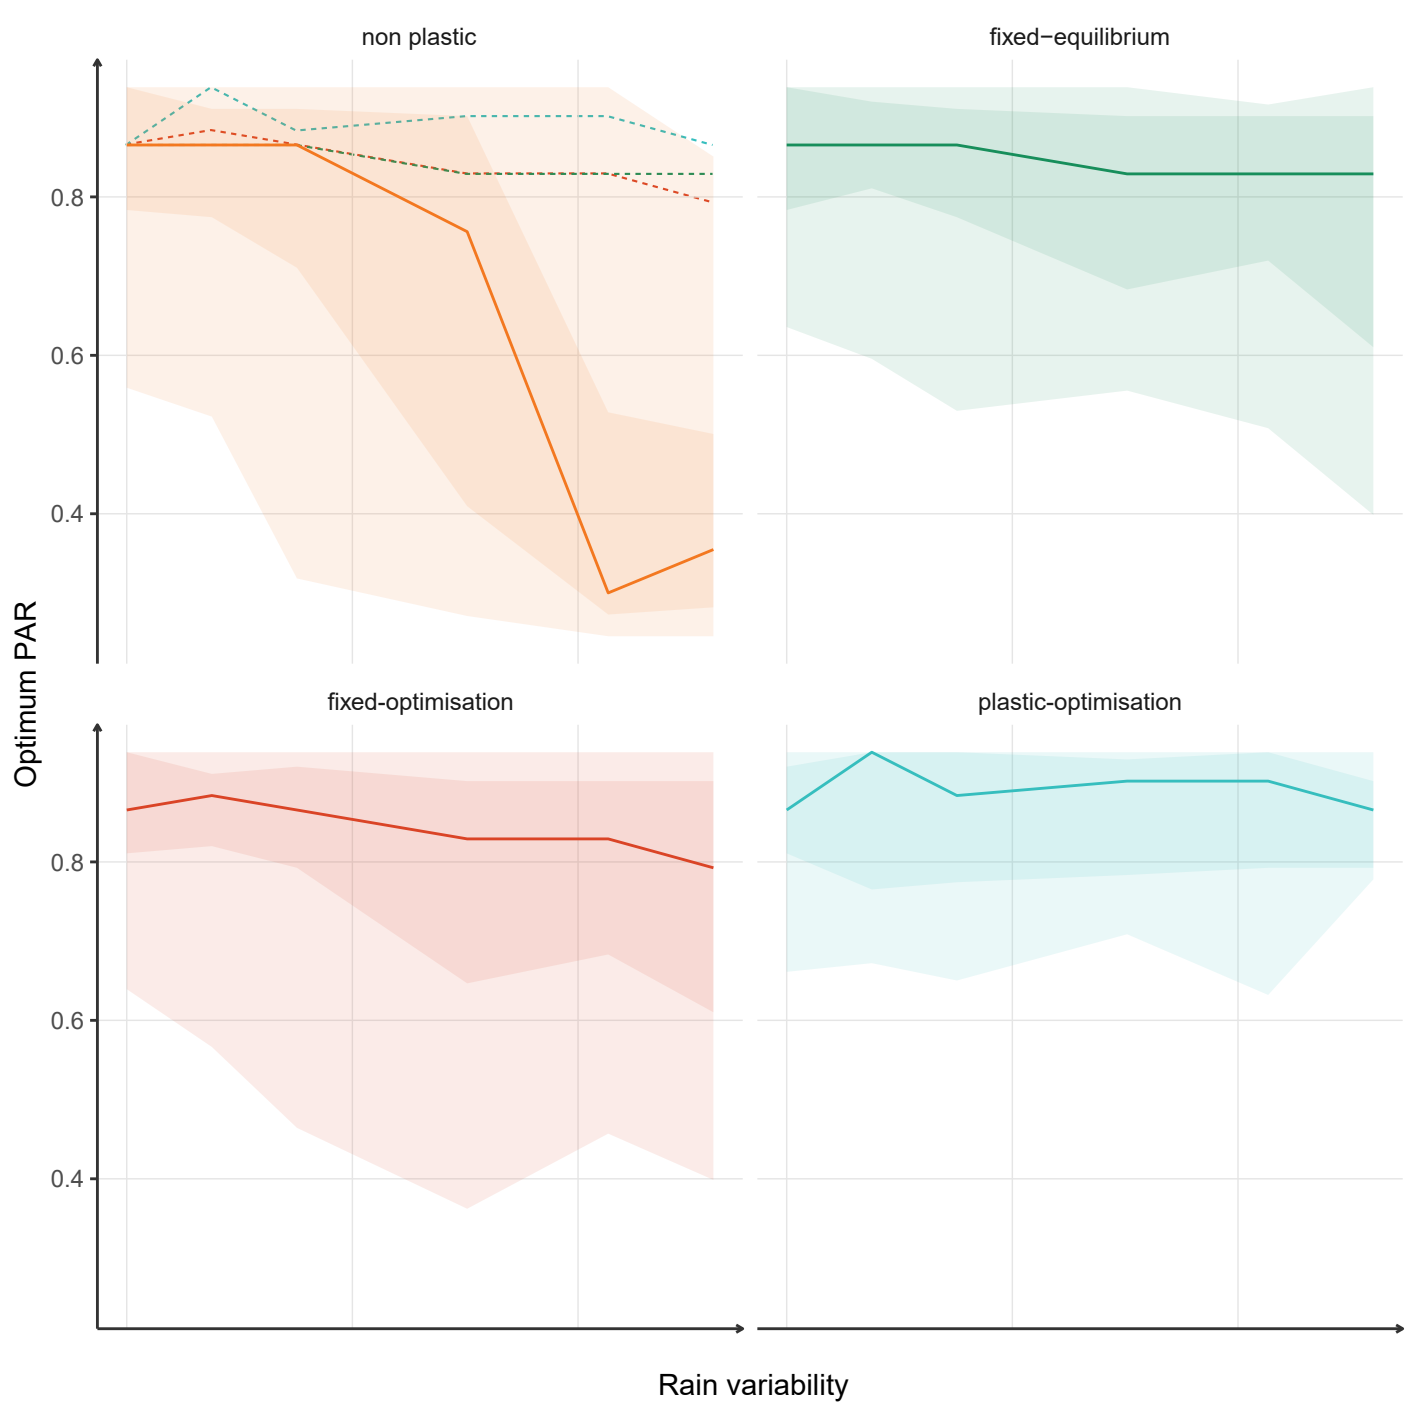 non plastic
fixed−equilibrium
0.8
0.6
0.4
Optimum PAR
fixed-optimisation
plastic-optimisation
0.8
0.6
0.4
Rain variability